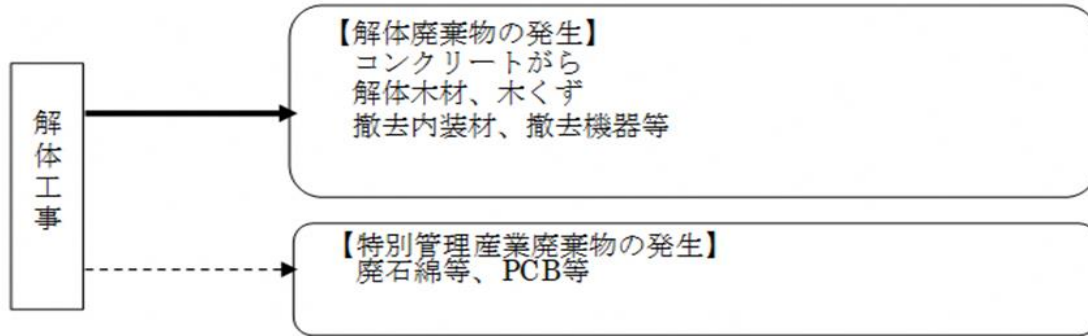 解体工事
【解体廃棄物の発生】
コンクリートがら
解体木材、木くず
撤去内装材、撤去機器等
【特別管理産業廃棄物の発生】
廃石綿等、PCB等